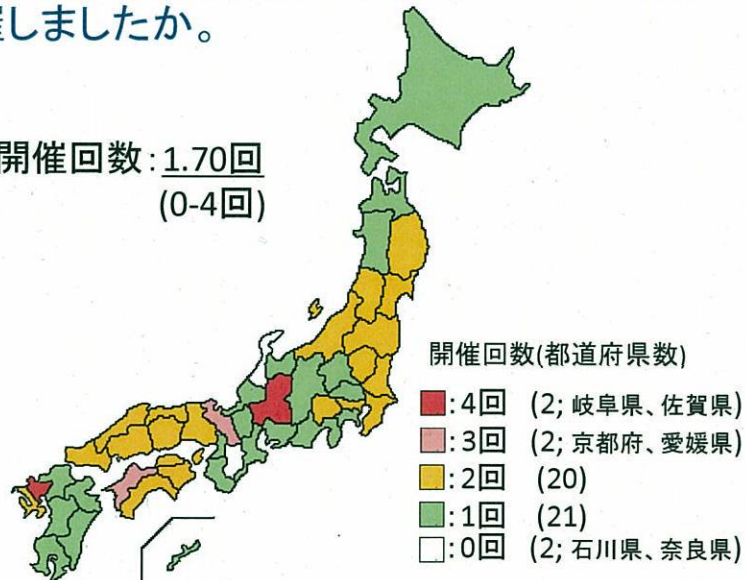 催しましたか。
開催回数:1.70回
(0-4回)
開催回数(都道府県数)
:4回 (2; 岐阜県、佐賀県)
:3回 (2; 京都府、愛媛県)
:2回 (20)
:1回 (21)
:0回 (2; 石川県、奈良県)